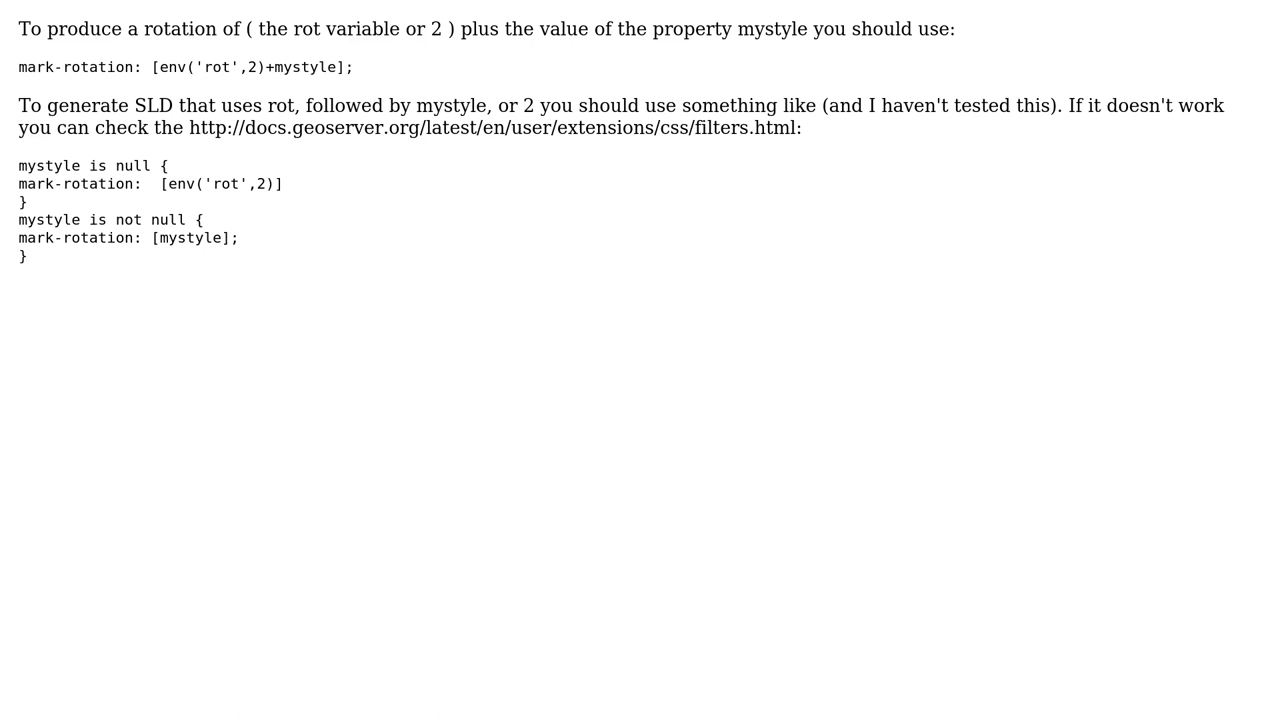 To produce a rotation of ( the rot variable or 2 ) plus the value of the property mystyle you should use:
mark-rotation: [env('rot',2)+mystyle];
To generate SLD that uses rot, followed by mystyle, or 2 you should use something like (and I haven't tested this). If it doesn't work
you can check the http://docs.geoserver.org/latest/en/user/extensions/css/filters.html:
mystyle is null {
mark-rotation:  [env('rot',2)]
}
mystyle is not null {
mark-rotation: [mystyle];
}